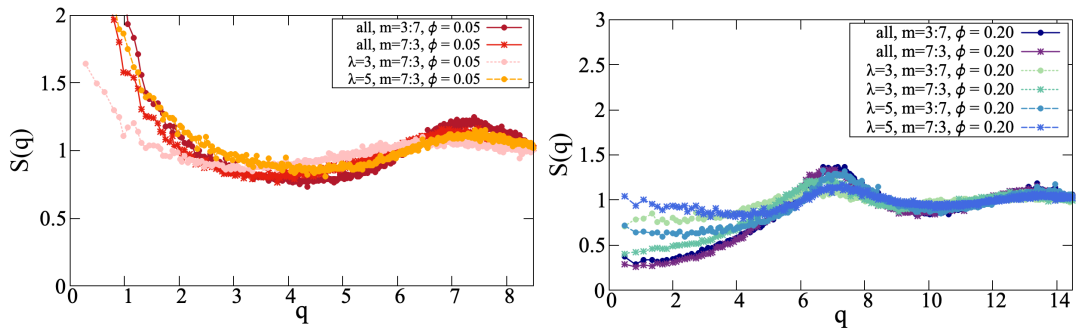 2
1.5
1
0.5
0
S(q)
all, m=3:7, ϕ = 0.05
all, m=7:3, ϕ = 0.05
λ=3, m=7:3, ϕ = 0.05
λ=5, m=7:3, ϕ = 0.05
0 1 2 3 4 5 6 7 8
q
3
2.5
2
1.5
1
0.5
0
S(q)
all, m=3:7, ϕ = 0.20
all, m=7:3, ϕ = 0.20
λ=3, m=3:7, ϕ = 0.20
λ=3, m=7:3, ϕ = 0.20
λ=5, m=3:7, ϕ = 0.20
λ=5, m=7:3, ϕ = 0.20
0 2 4 6 8 10 12 14
q